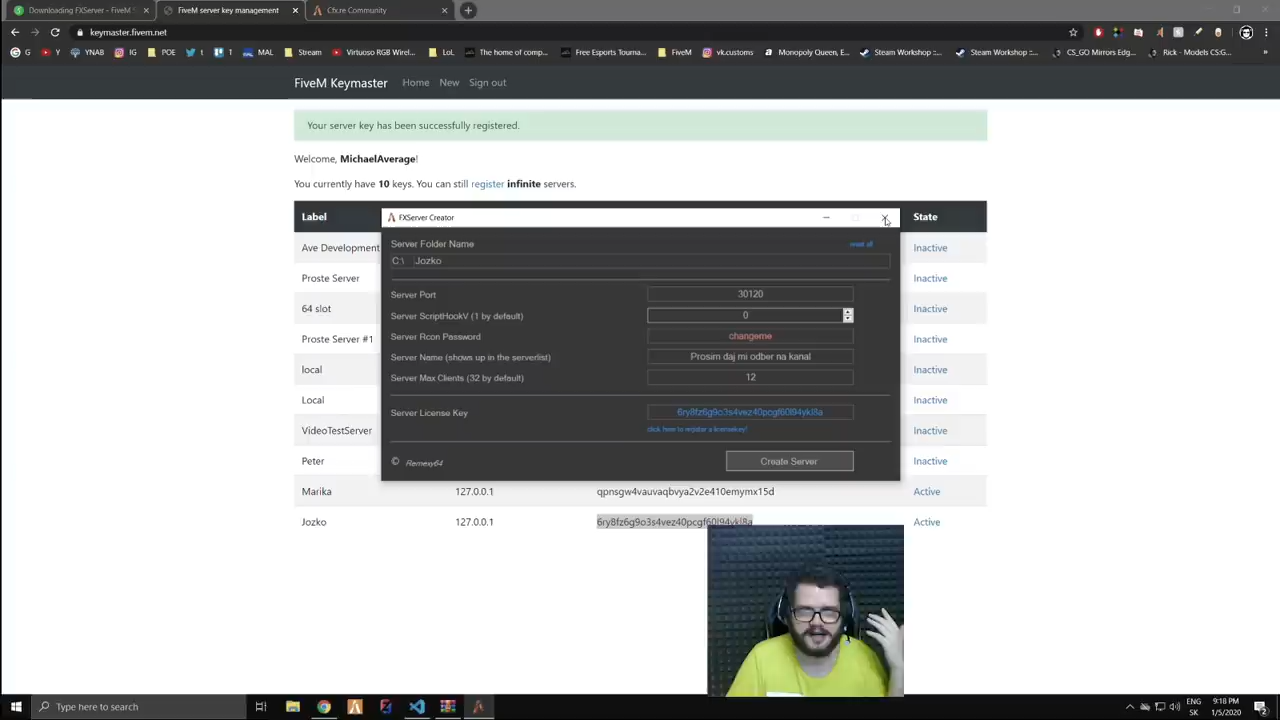 Downloading FXServer - FiveM S
FiveM server key management
Cfx.re Community
keymaster.fivem.net
G
YNAB
IG
POE
t
1
MAL
Stream
Virtuoso RGB Wirel...
LoL
The home of comp...
Free Esports Tourna...
FiveM
vk.customs
Monopoly Queen, E...
Steam Workshop ::...
Steam Workshop ::...
CS_GO Mirrors Edg...
Rick - Models CS:G...
FiveM Keymaster
Home
New
Sign out
Your server key has been successfully registered.
Welcome, MichaelAverage!
You currently have 10 keys. You can still register infinite servers.
Label
State
FXServer Creator
Server Folder Name
reset all
C:\
Jozko
Server Port
30120
Server ScriptHookV (1 by default)
0
Server Rcon Password
changeme
Server Name (shows up in the serverlist)
Prosim daj mi odber na kanal
Server Max Clients (32 by default)
12
Server License Key
6ry8fz6g9o3s4vez40pcgf60l94ykl8a
click here to register a licensekey!
© Remexy64
Create Server
Ave Development
Inactive
Proste Server
Inactive
64 slot
Inactive
Proste Server #1
Inactive
local
Inactive
Local
Inactive
VideoTestServer
Inactive
Peter
Inactive
Marika
127.0.0.1
qpnsgw4vauvaqbvya2v2e410emymx15d
Active
Jozko
127.0.0.1
6ry8fz6g9o3s4vez40pcgf60l94ykl8a
Active
Type here to search
ENG
SK
9:18 PM
1/5/2020
2